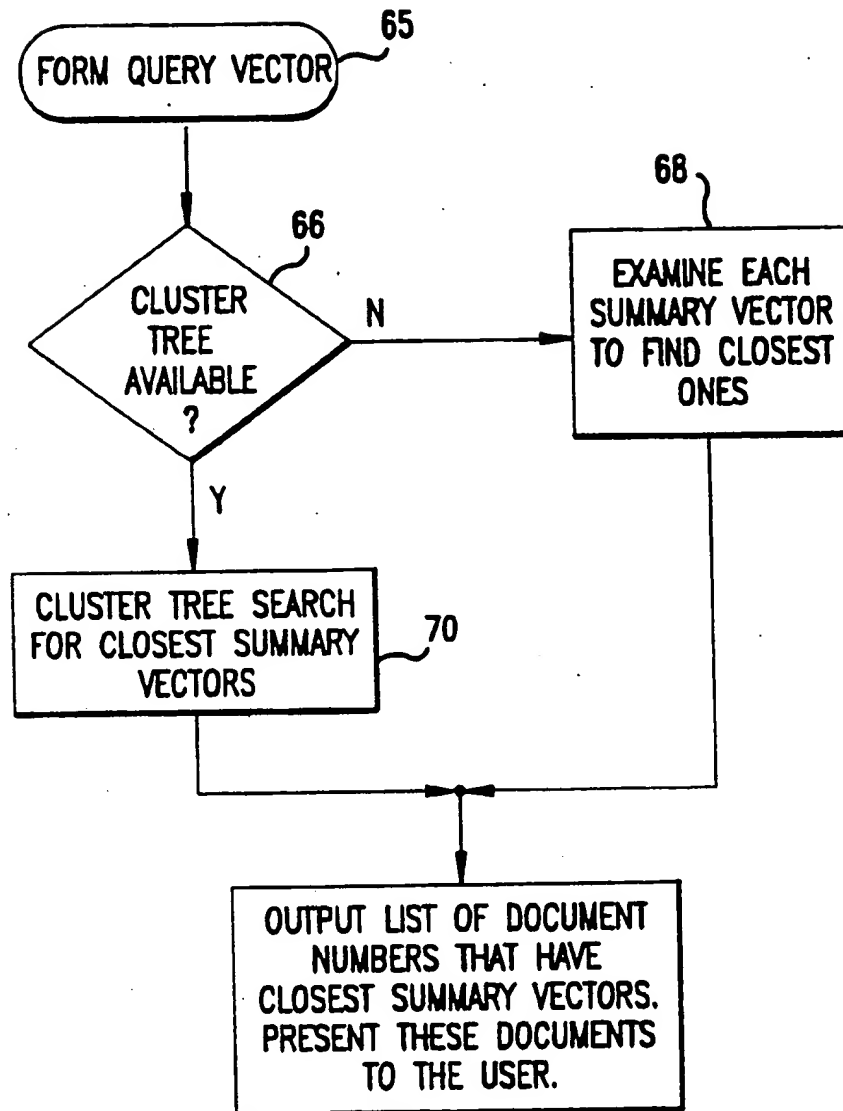 FORM QUERY VECTOR
65
66
CLUSTER
TREE
AVAILABLE
?
N
Y
68
EXAMINE EACH
SUMMARY VECTOR
TO FIND CLOSEST
ONES
CLUSTER TREE SEARCH
FOR CLOSEST SUMMARY
VECTORS
70
OUTPUT LIST OF DOCUMENT
NUMBERS THAT HAVE
CLOSEST SUMMARY VECTORS.
PRESENT THESE DOCUMENTS
TO THE USER.